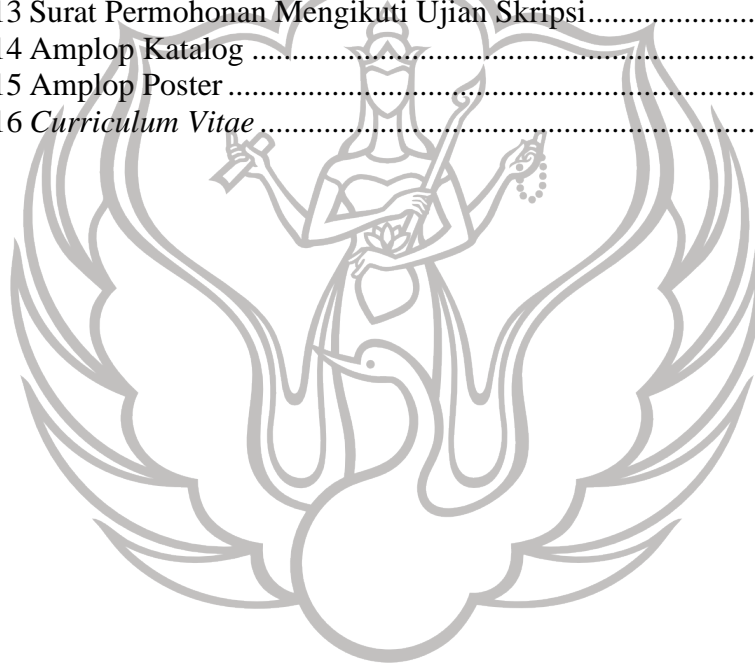 13 Surat Permohonan Mengikuti Ujian Skripsi
14 Amplop Katalog
15 Amplop Poster
16 Curriculum Vitae